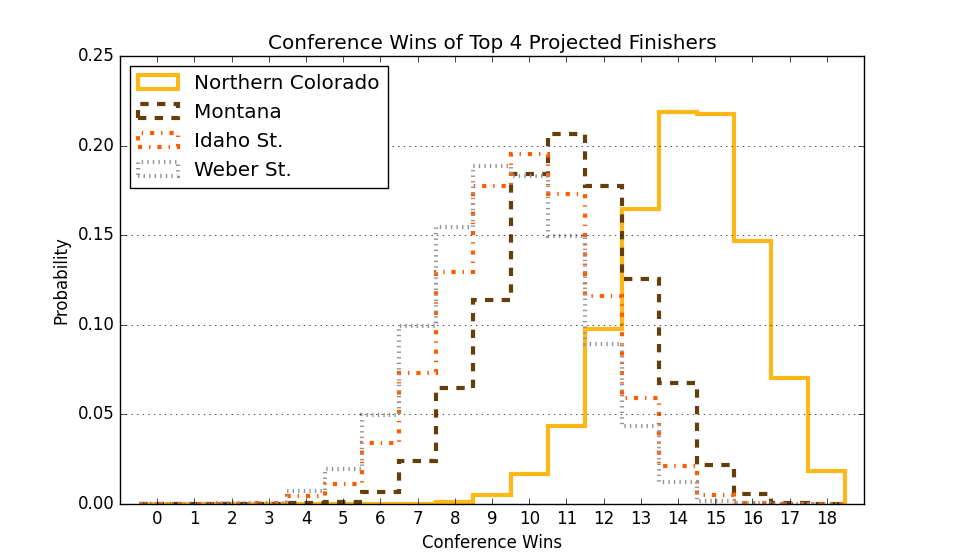 Conference Wins of Top 4 Projected Finishers
0.25
0.20
0.15
0.10
0.05
0.00
Probability
Northern Colorado
Montana
Idaho St.
Weber St.
0 1 2 3 4 5 6 7 8 9 10 11 12 13 14 15 16 17 18
Conference Wins